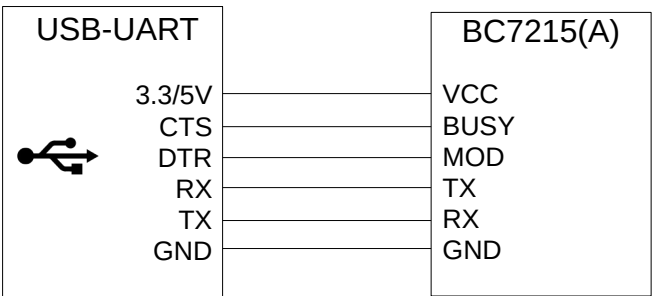 USB-UART BC7215(A)
3.3/5V VCC
CTS BUSY
DTR MOD
RX TX
TX RX
GND GND